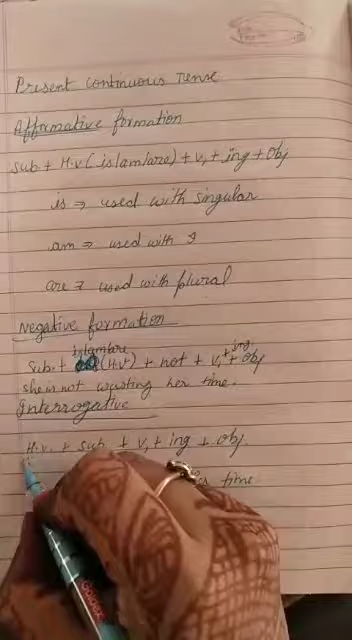 Present continuous Tense
Affrmative formation
Sub + H.v ( is/am/are) + v1 + ing + Obj
is ⇒ used with singular
am ⇒ used with I
are ⇒ used with plural
Negative formation
is/am/are
Sub. + (H.v) + not + v1 + ing + Obj
she is not wasting her time.
Interrogative
H.v. + sub + v1 + ing + obj.
time